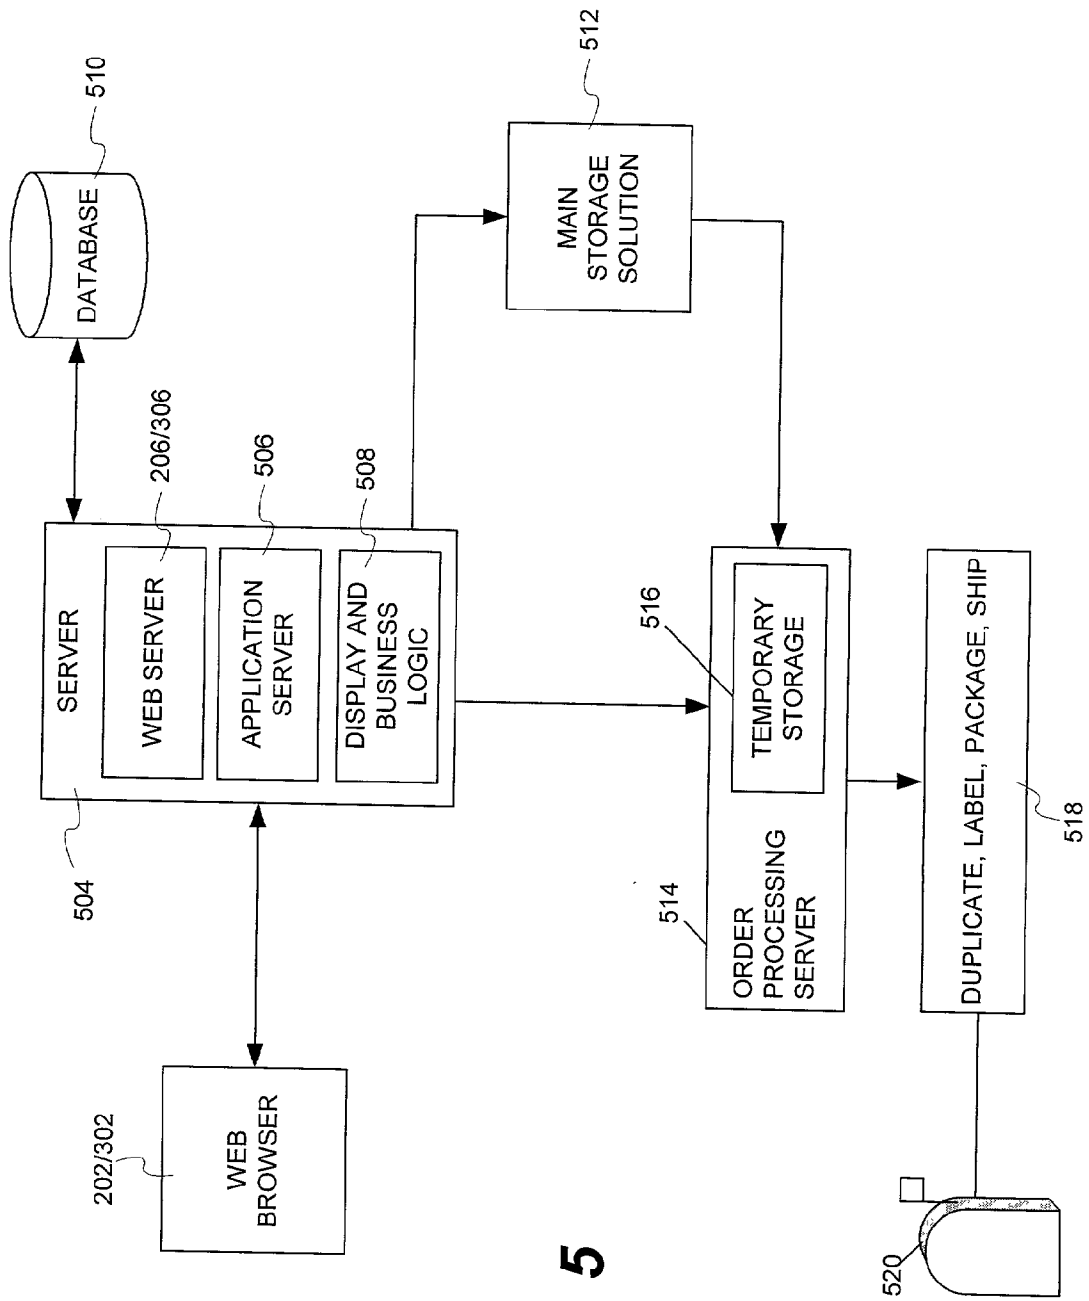 202/302
WEB
BROWSER
504
SERVER
WEB SERVER
APPLICATION
SERVER
DISPLAY AND
BUSINESS
LOGIC
206/306
506
508
DATABASE
510
MAIN
STORAGE
SOLUTION
512
514
ORDER
PROCESSING
SERVER
516
TEMPORARY
STORAGE
DUPLICATE, LABEL, PACKAGE, SHIP
518
520
5